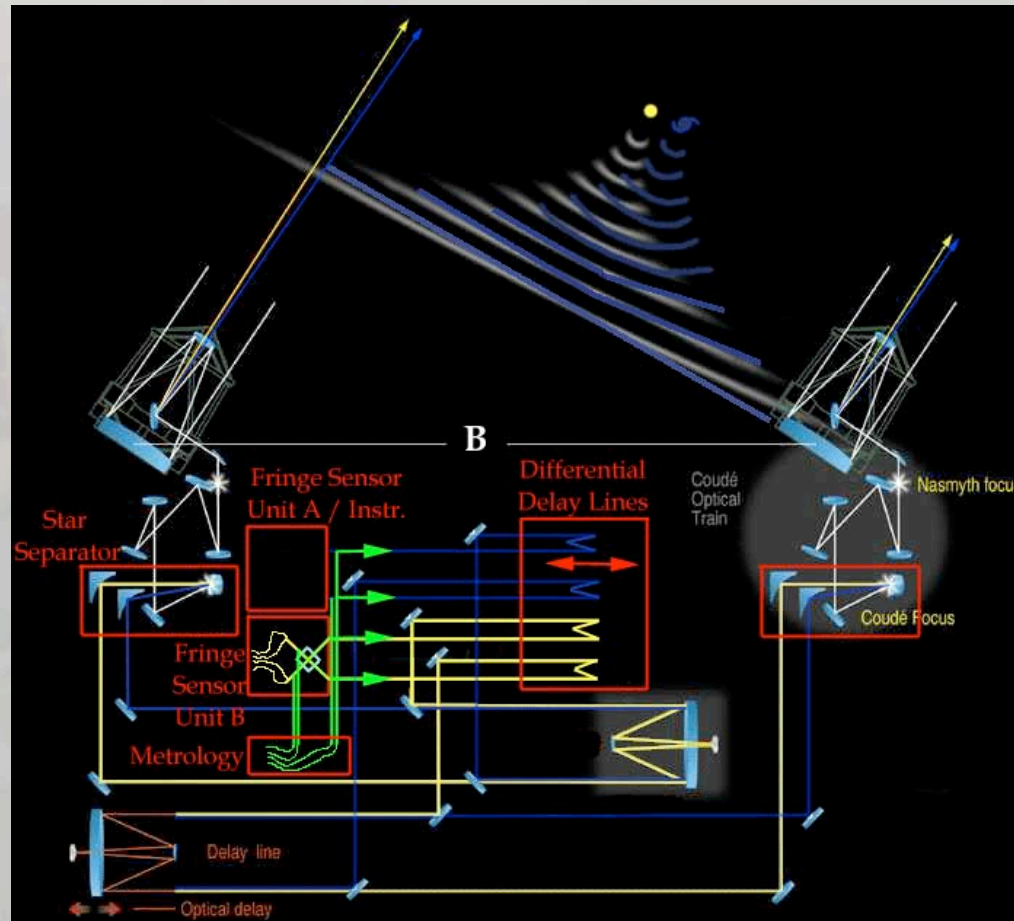 B
Fringe Sensor
Unit A / Instr.
Differential
Delay Lines
Coudé
Optical
Train
Nasmyth focus
Star
Separator
Coudé Focus
Fringe
Sensor
Unit B
Metrology
Delay line
Optical delay